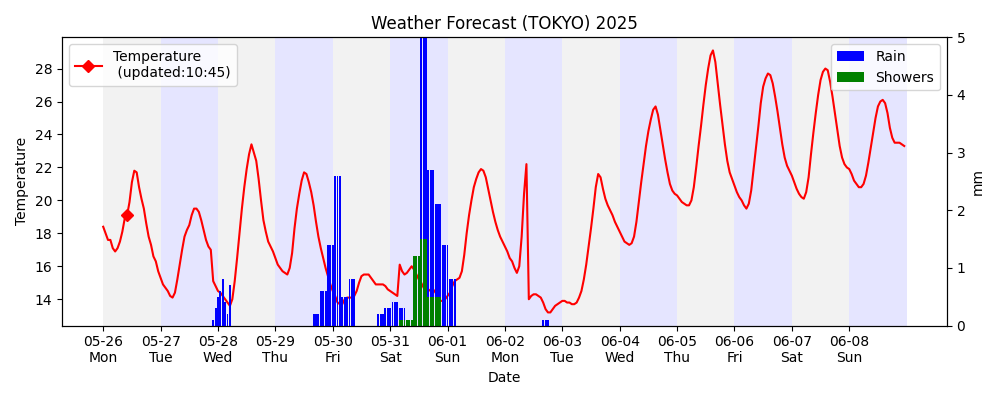 Weather Forecast (TOKYO) 2025
Temperature
(updated:10:45)
Rain
Showers
Temperature
28
26
24
22
20
18
16
14
5
4
3
2
1
0
mm
05-26 05-27 05-28 05-29 05-30 05-31 06-01 06-02 06-03 06-04 06-05 06-06 06-07 06-08
Mon Tue Wed Thu Fri Sat Sun Mon Tue Wed Thu Fri Sat Sun
Date